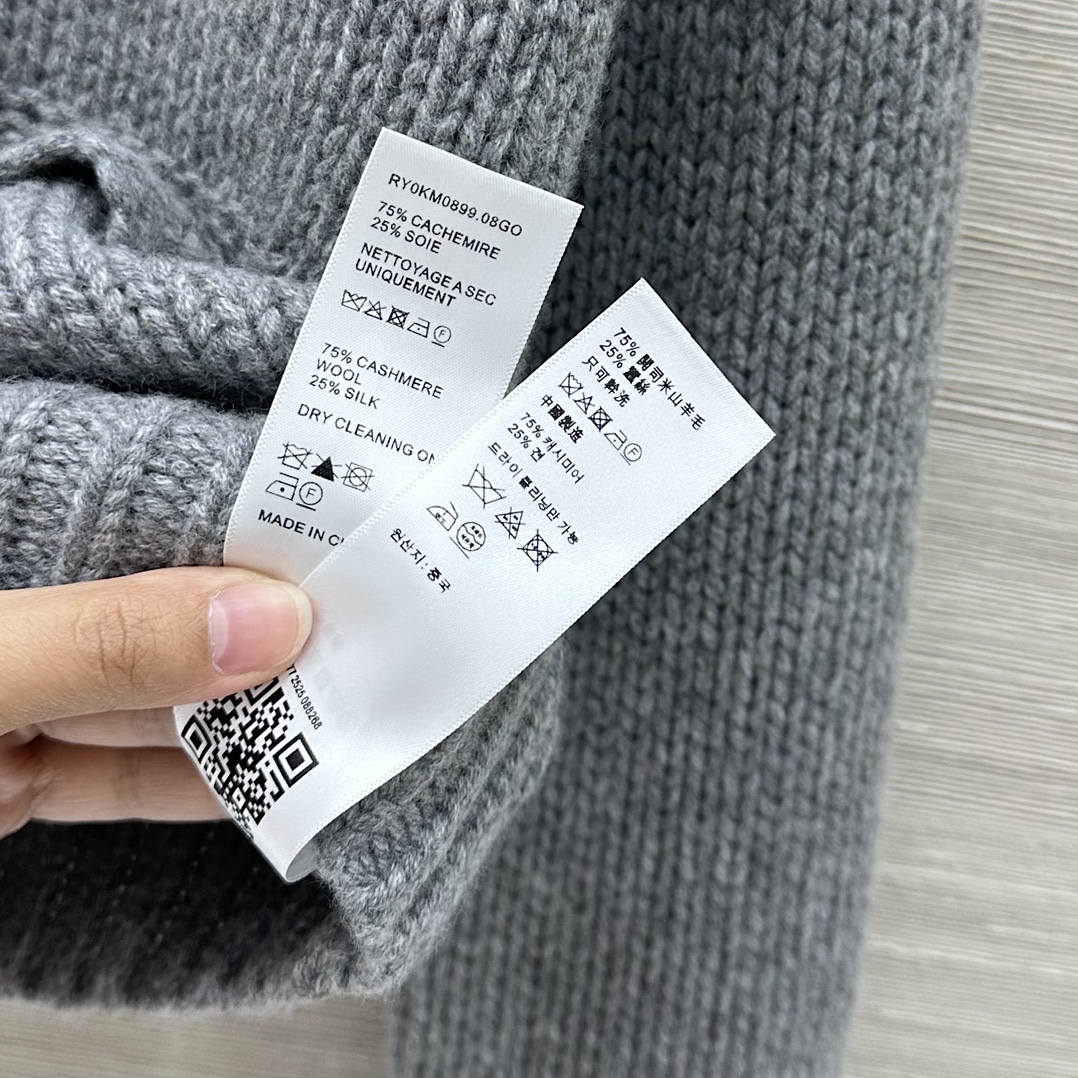 RY0KM0899.08GO
75% CACHEMIRE
25% SOIE
NETTOYAGE A SEC
UNIQUEMENT
F
75% CASHMERE
WOOL
25% SILK
DRY CLEANING ON
F
MADE IN
75% 開司米山羊毛
25% 蠶絲
只可幹洗
F
中國製造
75% 캐시미어
25% 견
드라이 클리닝만 가능
원산지: 중국
2525 088268